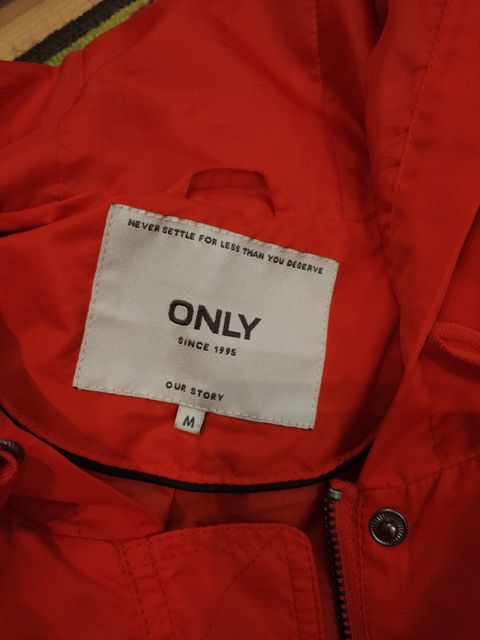 NEVER SETTLE FOR LESS THAN YOU DESERVE
ONLY
SINCE 1995
OUR STORY
M